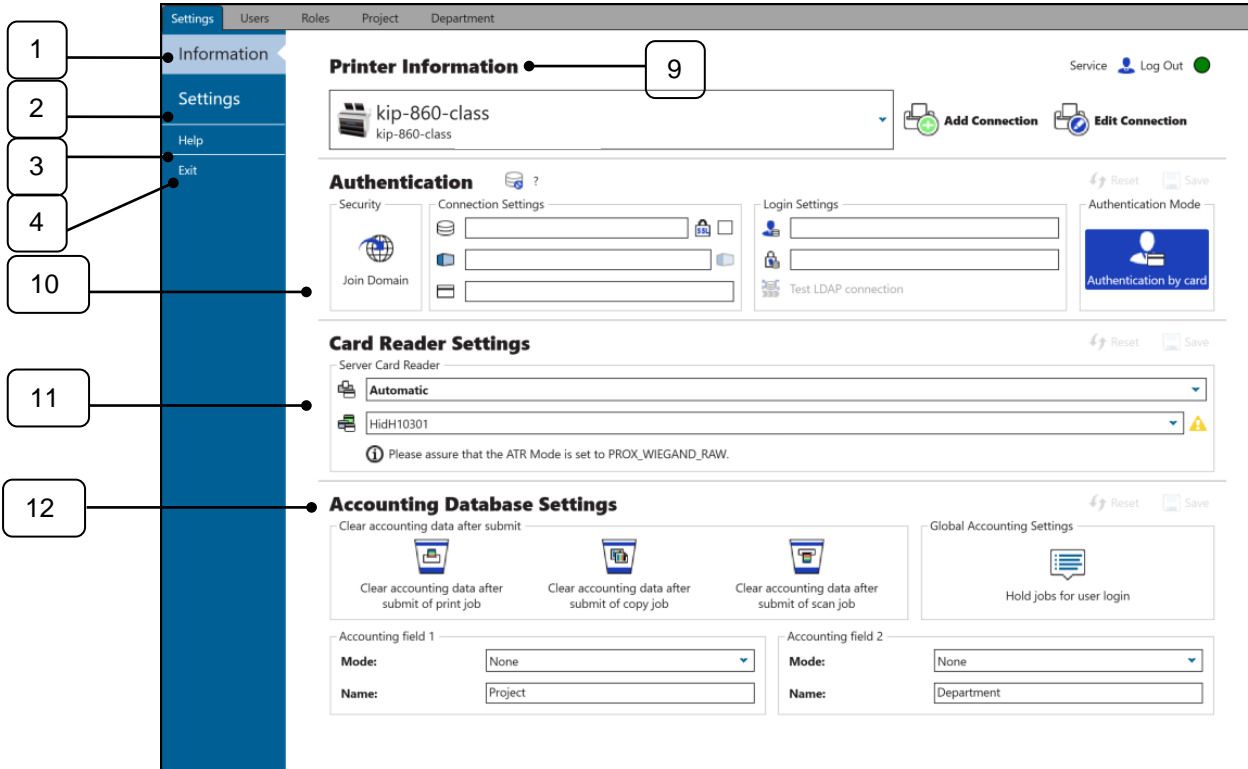 Settings Users Roles Project Department
1
Information
2
Settings
3
Help
4
Exit
9
Printer Information
Service Log Out
kip-860-class
kip-860-class
Add Connection Edit Connection
10
Authentication ? Reset Save
Security Connection Settings Login Settings Authentication Mode
SSL
Join Domain Test LDAP connection Authentication by card
11
Card Reader Settings Reset Save
Server Card Reader
Automatic
HidH10301
Please assure that the ATR Mode is set to PROX_WIEGAND_RAW.
12
Accounting Database Settings Reset Save
Clear accounting data after submit Global Accounting Settings
Clear accounting data after
submit of print job
Clear accounting data after
submit of copy job
Clear accounting data after
submit of scan job
Hold jobs for user login
Accounting field 1 Accounting field 2
Mode: None Mode: None
Name: Project Name: Department